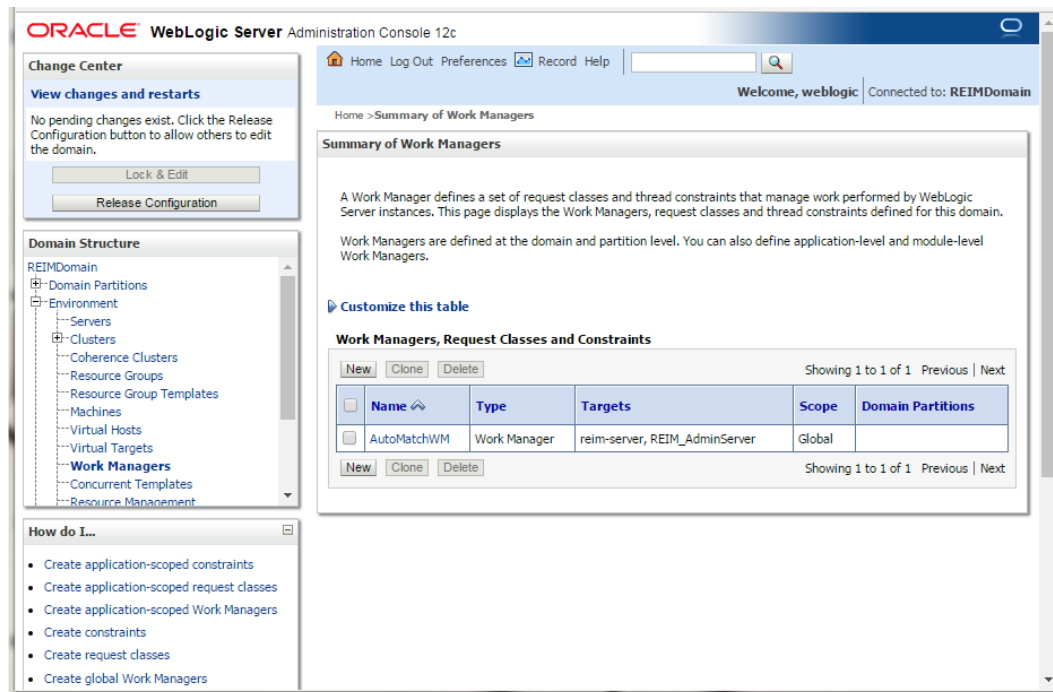 ORACLE WebLogic Server Administration Console 12c
Change Center
View changes and restarts
No pending changes exist. Click the Release
Configuration button to allow others to edit
the domain.
Lock & Edit
Release Configuration
Domain Structure
REIMDomain
Domain Partitions
Environment
Servers
Clusters
Coherence Clusters
Resource Groups
Resource Group Templates
Machines
Virtual Hosts
Virtual Targets
Work Managers
Concurrent Templates
Resource Management
How do I...
Create application-scoped constraints
Create application-scoped request classes
Create application-scoped Work Managers
Create constraints
Create request classes
Create global Work Managers
Home Log Out Preferences Record Help
Welcome, weblogic Connected to: REIMDomain
Home >Summary of Work Managers
Summary of Work Managers
A Work Manager defines a set of request classes and thread constraints that manage work performed by WebLogic
Server instances. This page displays the Work Managers, request classes and thread constraints defined for this domain.
Work Managers are defined at the domain and partition level. You can also define application-level and module-level
Work Managers.
Customize this table
Work Managers, Request Classes and Constraints
New Clone Delete Showing 1 to 1 of 1 Previous | Next
Name Type Targets Scope Domain Partitions
AutoMatchWM Work Manager reim-server, REIM_AdminServer Global
New Clone Delete Showing 1 to 1 of 1 Previous | Next